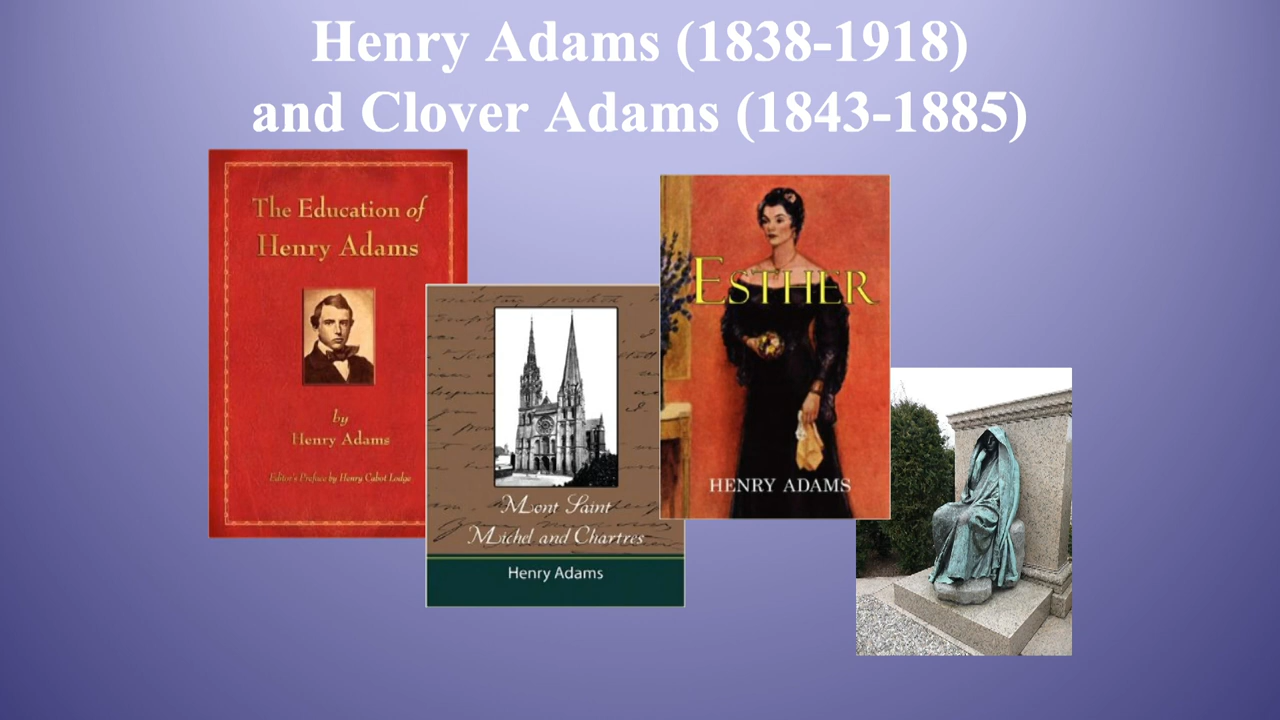 Henry Adams (1838-1918)
and Clover Adams (1843-1885)
The Education of
Henry Adams
by
Henry Adams
Editor's Preface by Henry Cabot Lodge
Mont Saint
Michel and Chartres
Henry Adams
ESTHER
HENRY ADAMS